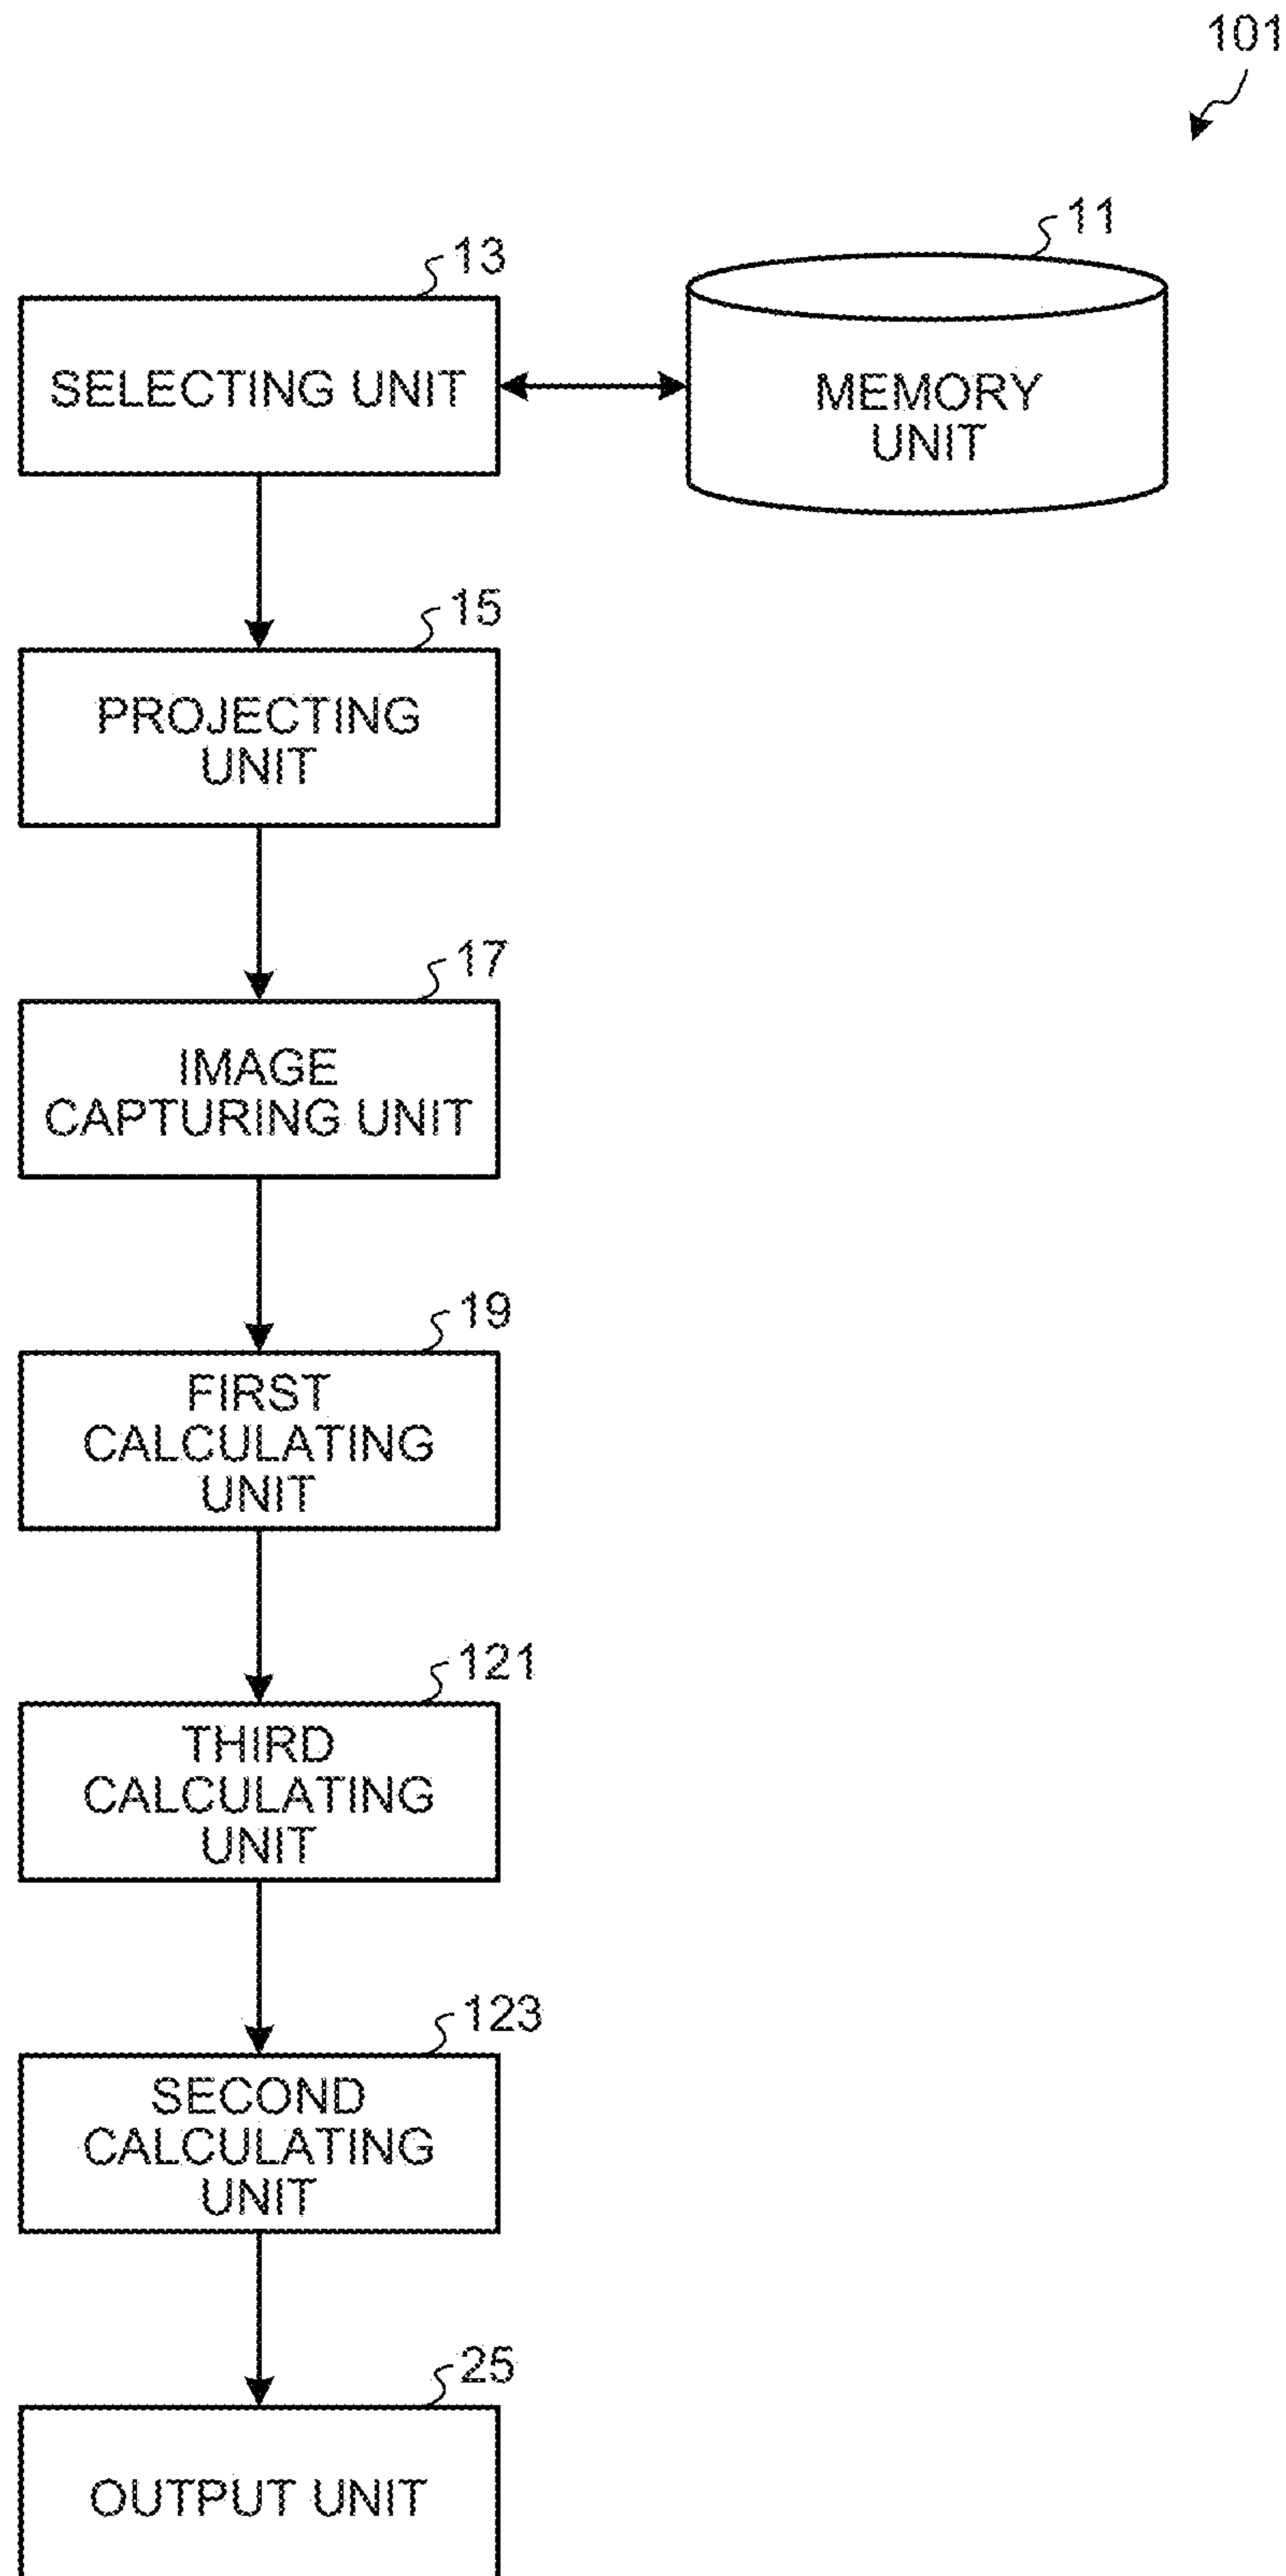 101
11
13
SELECTING UNIT
MEMORY
UNIT
15
PROJECTING
UNIT
17
IMAGE
CAPTURING UNIT
19
FIRST
CALCULATING
UNIT
121
THIRD
CALCULATING
UNIT
123
SECOND
CALCULATING
UNIT
25
OUTPUT UNIT